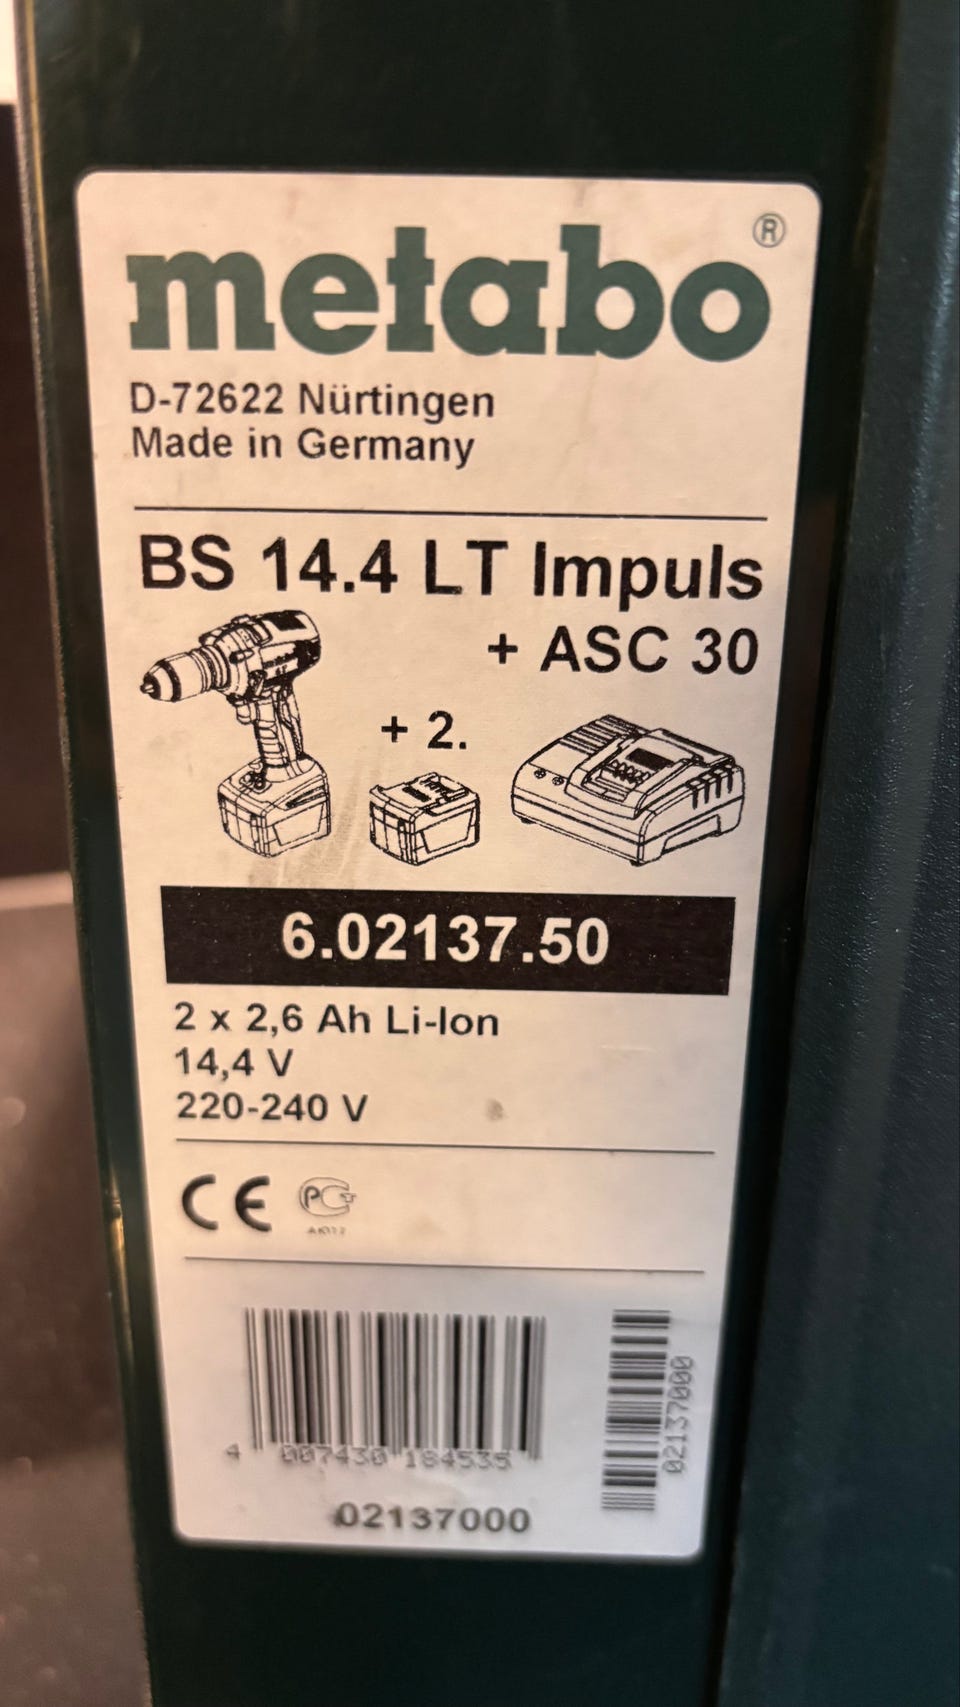 metabo®
D-72622 Nürtingen
Made in Germany
BS 14.4 LT Impuls
+ ASC 30
+ 2.
6.02137.50
2 x 2,6 Ah Li-Ion
14,4 V
220-240 V
CE PCT
4 007430 184535
02137000
02137000